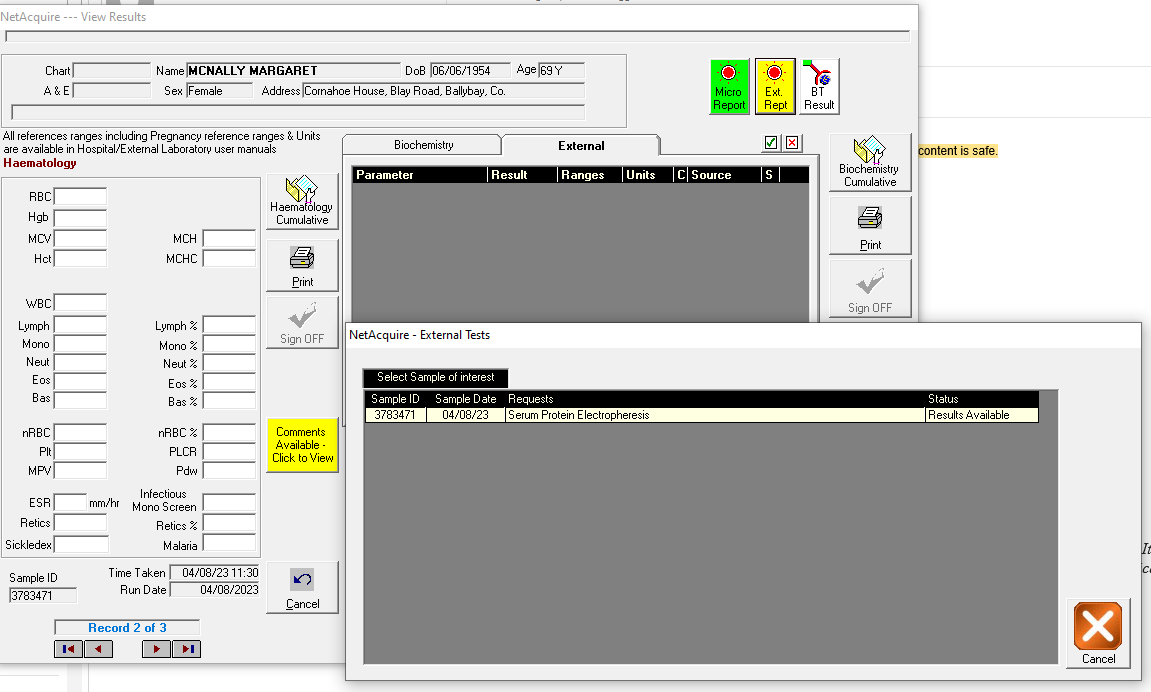 NetAcquire --- View Results
Chart
Name MCNALLY MARGARET
DoB 06/06/1954
Age 69 Y
A & E
Sex Female
Address Cornahoe House, Blay Road, Ballybay, Co.
Micro Report
Ext. Rept
BT Result
All references ranges including Pregnancy reference ranges & Units
are available in Hospital/External Laboratory user manuals
Haematology
RBC
Hgb
MCV
MCH
Hct
MCHC
WBC
Lymph
Lymph %
Mono
Mono %
Neut
Neut %
Eos
Eos %
Bas
Bas %
nRBC
nRBC %
Plt
PLCR
MPV
Pdw
ESR
mm/hr
Infectious
Mono Screen
Retics
Retics %
Sickledex
Malaria
Sample ID
3783471
Time Taken 04/08/23 11:30
Run Date 04/08/2023
Record 2 of 3
Haematology
Cumulative
Print
Sign OFF
Comments
Available -
Click to View
Cancel
Biochemistry
External
Parameter Result Ranges Units C Source S
Biochemistry
Cumulative
Print
Sign OFF
content is safe.
NetAcquire - External Tests
Select Sample of interest
Sample ID Sample Date Requests Status
3783471 04/08/23 Serum Protein Electropheresis Results Available
Cancel